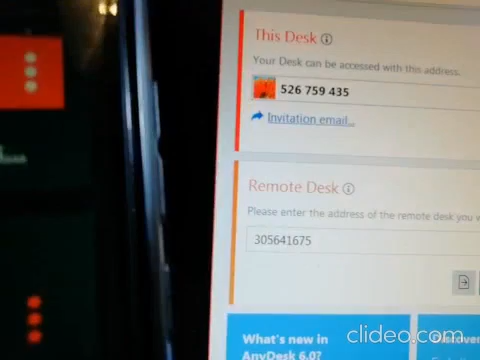 This Desk
Your Desk can be accessed with this address.
526 759 435
Invitation email...
Remote Desk
Please enter the address of the remote desk you
305641675
What's new in
AnyDesk 6.0?
Discover
clideo.com